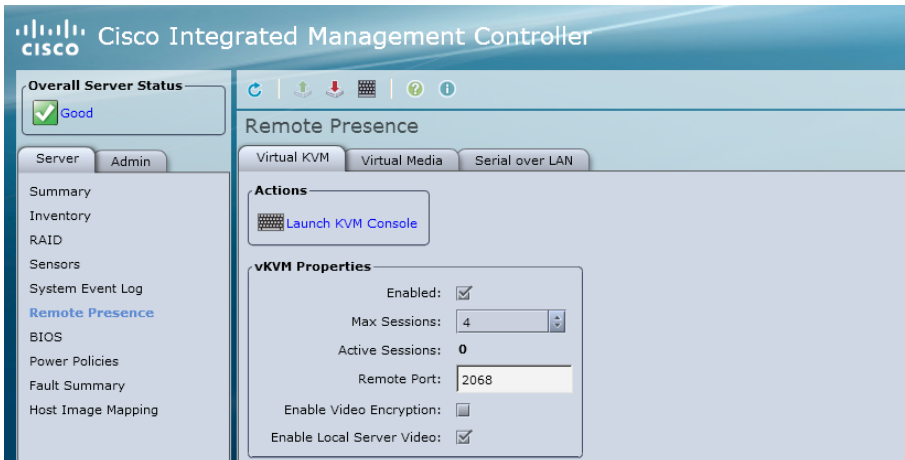 CISCO Cisco Integrated Management Controller
Overall Server Status
Good
Server Admin
Summary
Inventory
RAID
Sensors
System Event Log
Remote Presence
BIOS
Power Policies
Fault Summary
Host Image Mapping
Remote Presence
Virtual KVM Virtual Media Serial over LAN
Actions
Launch KVM Console
vKVM Properties
Enabled:
Max Sessions: 4
Active Sessions: 0
Remote Port: 2068
Enable Video Encryption:
Enable Local Server Video: